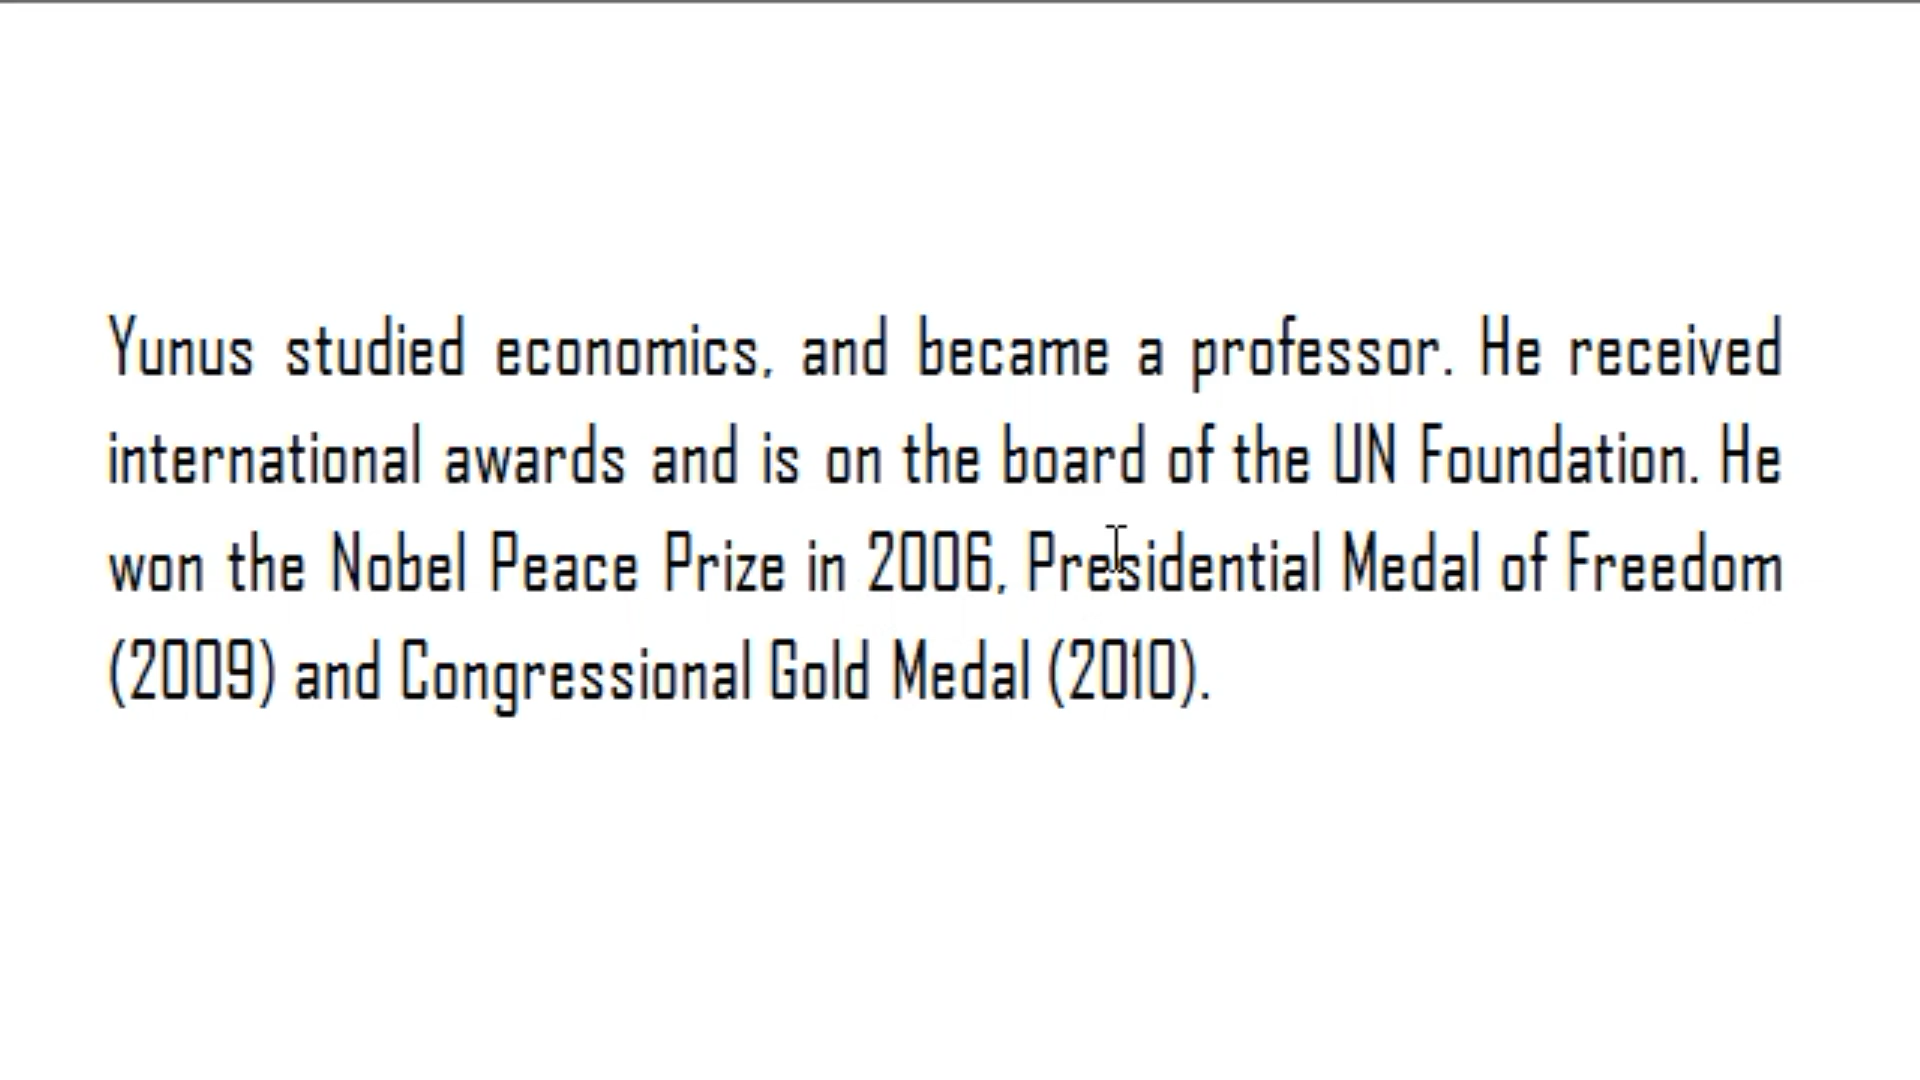 Yunus studied economics, and became a professor. He received
international awards and is on the board of the UN Foundation. He
won the Nobel Peace Prize in 2006, Presidential Medal of Freedom
(2009) and Congressional Gold Medal (2010).